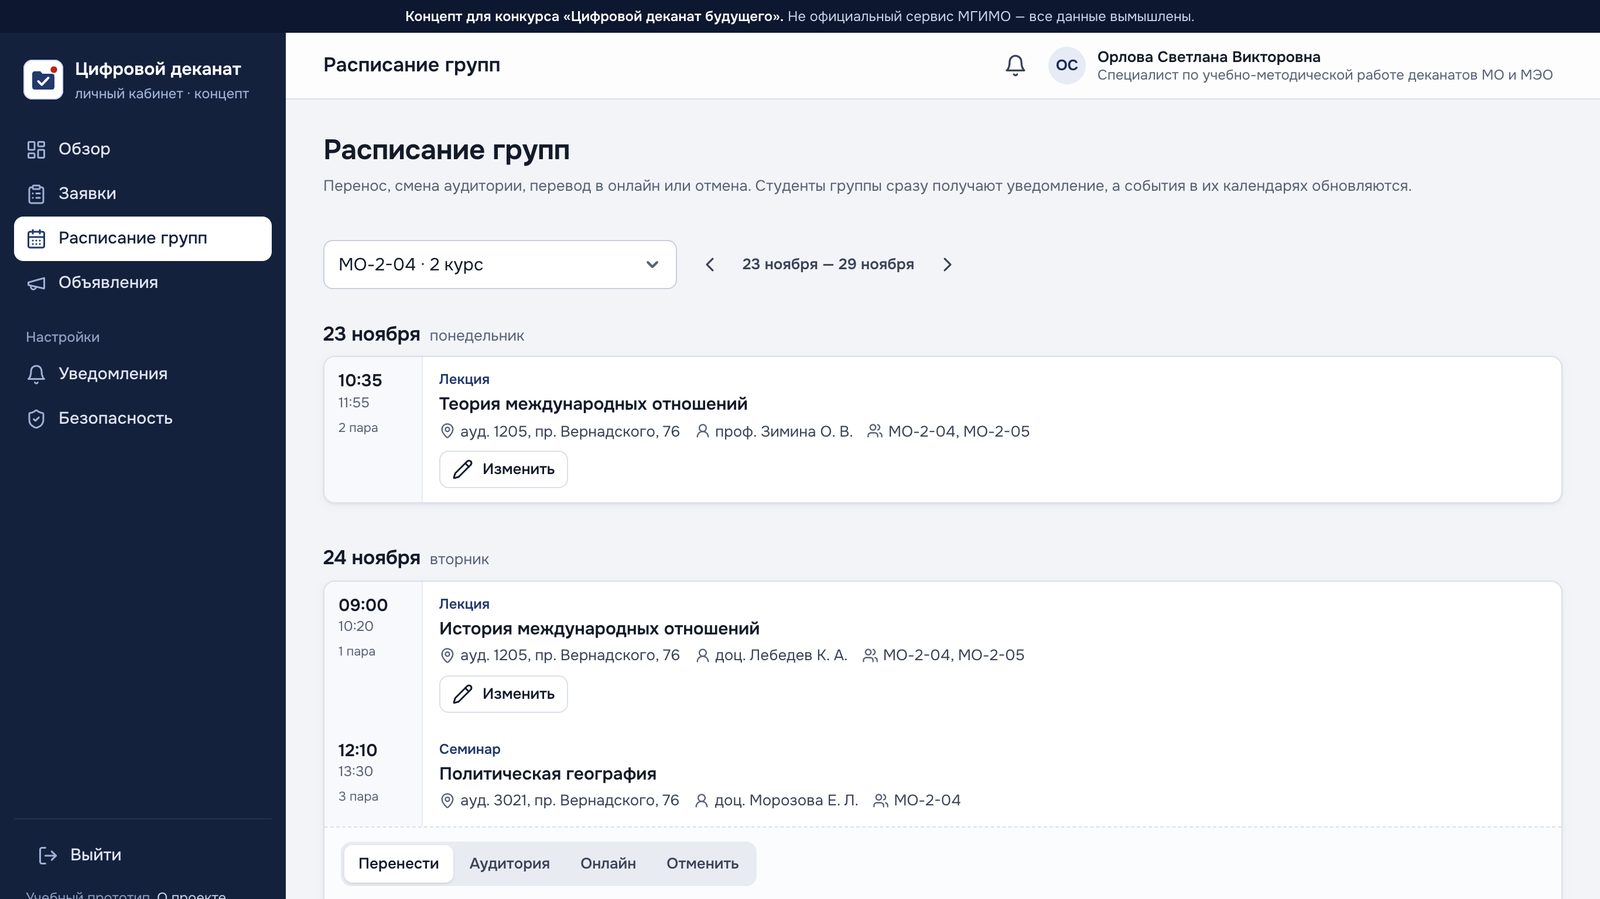 Концепт для конкурса «Цифровой деканат будущего». Не официальный сервис МГИМО — все данные вымышлены.
Цифровой деканат
личный кабинет · концепт
Обзор
Заявки
Расписание групп
Объявления
Настройки
Уведомления
Безопасность
Выйти
Учебный прототип. О проекте
Расписание групп
ОС
Орлова Светлана Викторовна
Специалист по учебно-методической работе деканатов МО и МЭО
Расписание групп
Перенос, смена аудитории, перевод в онлайн или отмена. Студенты группы сразу получают уведомление, а события в их календарях обновляются.
МО-2-04 · 2 курс
23 ноября — 29 ноября
23 ноября понедельник
10:35
11:55
2 пара
Лекция
Теория международных отношений
ауд. 1205, пр. Вернадского, 76 проф. Зимина О. В. МО-2-04, МО-2-05
Изменить
24 ноября вторник
09:00
10:20
1 пара
Лекция
История международных отношений
ауд. 1205, пр. Вернадского, 76 доц. Лебедев К. А. МО-2-04, МО-2-05
Изменить
12:10
13:30
3 пара
Семинар
Политическая география
ауд. 3021, пр. Вернадского, 76 доц. Морозова Е. Л. МО-2-04
Перенести Аудитория Онлайн Отменить